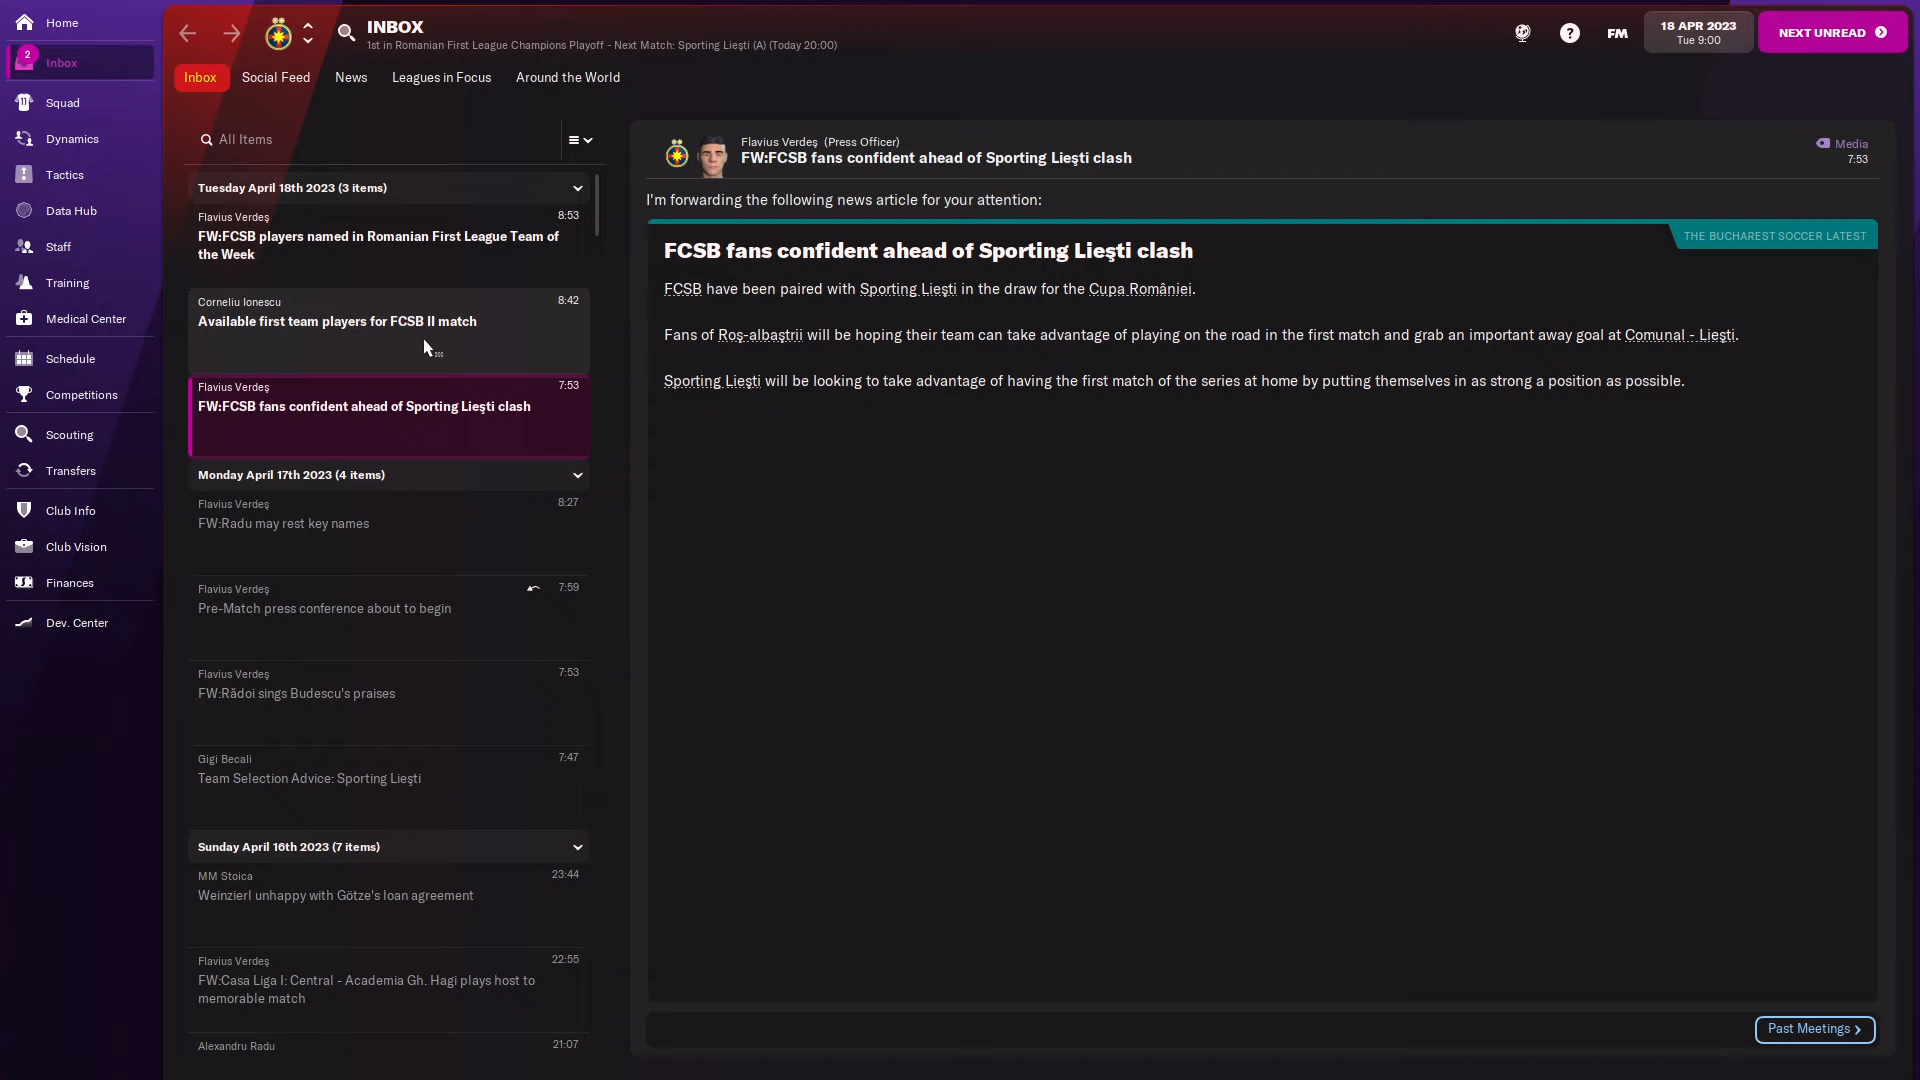 Home
2
Inbox
Squad
Dynamics
Tactics
Data Hub
Staff
Training
Medical Center
Schedule
Competitions
Scouting
Transfers
Club Info
Club Vision
Finances
Dev. Center
INBOX
1st in Romanian First League Champions Playoff - Next Match: Sporting Lieşti (A) (Today 20:00)
FM
18 APR 2023
Tue 9:00
NEXT UNREAD
Inbox
Social Feed
News
Leagues in Focus
Around the World
All Items
Tuesday April 18th 2023 (3 items)
Flavius Verdeş 8:53
FW:FCSB players named in Romanian First League Team of
the Week
Corneliu Ionescu 8:42
Available first team players for FCSB II match
Flavius Verdeş 7:53
FW:FCSB fans confident ahead of Sporting Lieşti clash
Monday April 17th 2023 (4 items)
Flavius Verdeş 8:27
FW:Radu may rest key names
Flavius Verdeş 7:59
Pre-Match press conference about to begin
Flavius Verdeş 7:53
FW:Rădoi sings Budescu's praises
Gigi Becali 7:47
Team Selection Advice: Sporting Lieşti
Sunday April 16th 2023 (7 items)
MM Stoica 23:44
Weinzierl unhappy with Götze's loan agreement
Flavius Verdeş 22:55
FW:Casa Liga I: Central - Academia Gh. Hagi plays host to
memorable match
Alexandru Radu 21:07
Flavius Verdeş (Press Officer)
FW:FCSB fans confident ahead of Sporting Lieşti clash
Media
7:53
I'm forwarding the following news article for your attention:
THE BUCHAREST SOCCER LATEST
FCSB fans confident ahead of Sporting Lieşti clash
FCSB have been paired with Sporting Lieşti in the draw for the Cupa României.
Fans of Roş-albaştrii will be hoping their team can take advantage of playing on the road in the first match and grab an important away goal at Comunal - Lieşti.
Sporting Lieşti will be looking to take advantage of having the first match of the series at home by putting themselves in as strong a position as possible.
Past Meetings